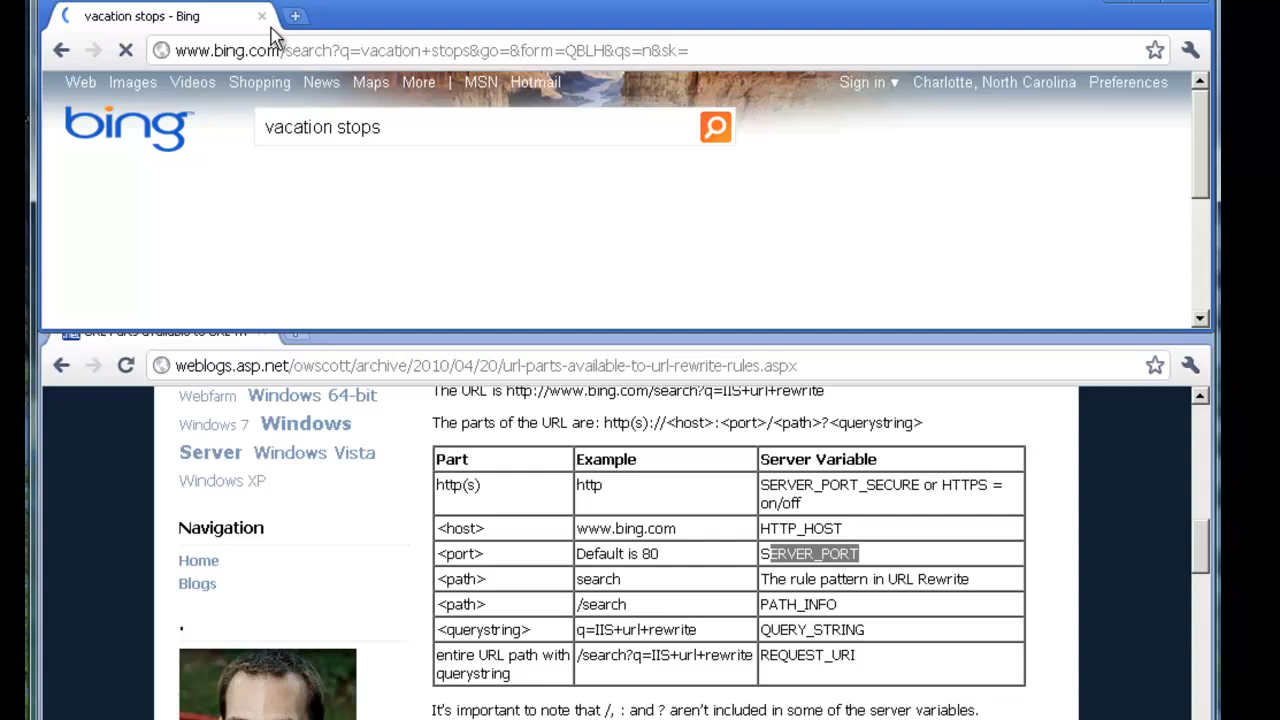 vacation stops - Bing
www.bing.com/search?q=vacation+stops&go=&form=QBLH&qs=n&sk=
Web Images Videos Shopping News Maps More | MSN Hotmail Sign in ▾ Charlotte, North Carolina Preferences
bing™
vacation stops
weblogs.asp.net/owscott/archive/2010/04/20/url-parts-available-to-url-rewrite-rules.aspx
Webfarm Windows 64-bit
Windows 7 Windows
Server Windows Vista
Windows XP
Navigation
Home
Blogs
The URL is http://www.bing.com/search?q=IIS+url+rewrite
The parts of the URL are: http(s)://<host>:<port>/<path>?<querystring>
Part Example Server Variable
http(s) http SERVER_PORT_SECURE or HTTPS =
on/off
<host> www.bing.com HTTP_HOST
<port> Default is 80 SERVER_PORT
<path> search The rule pattern in URL Rewrite
<path> /search PATH_INFO
<querystring> q=IIS+url+rewrite QUERY_STRING
entire URL path with /search?q=IIS+url+rewrite REQUEST_URI
querystring
It's important to note that /, : and ? aren't included in some of the server variables.